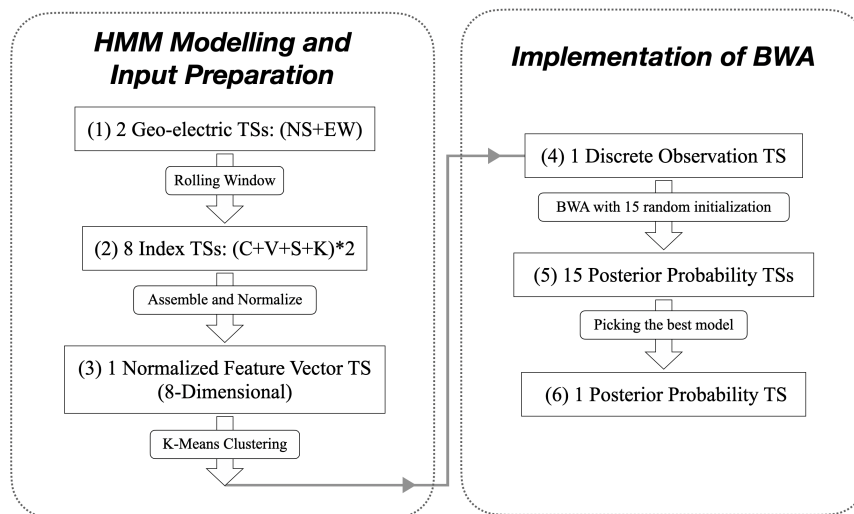 HMM Modelling and
Input Preparation
(1) 2 Geo-electric TSs: (NS+EW)
Rolling Window
(2) 8 Index TSs: (C+V+S+K)*2
Assemble and Normalize
(3) 1 Normalized Feature Vector TS
(8-Dimensional)
K-Means Clustering
Implementation of BWA
(4) 1 Discrete Observation TS
BWA with 15 random initialization
(5) 15 Posterior Probability TSs
Picking the best model
(6) 1 Posterior Probability TS